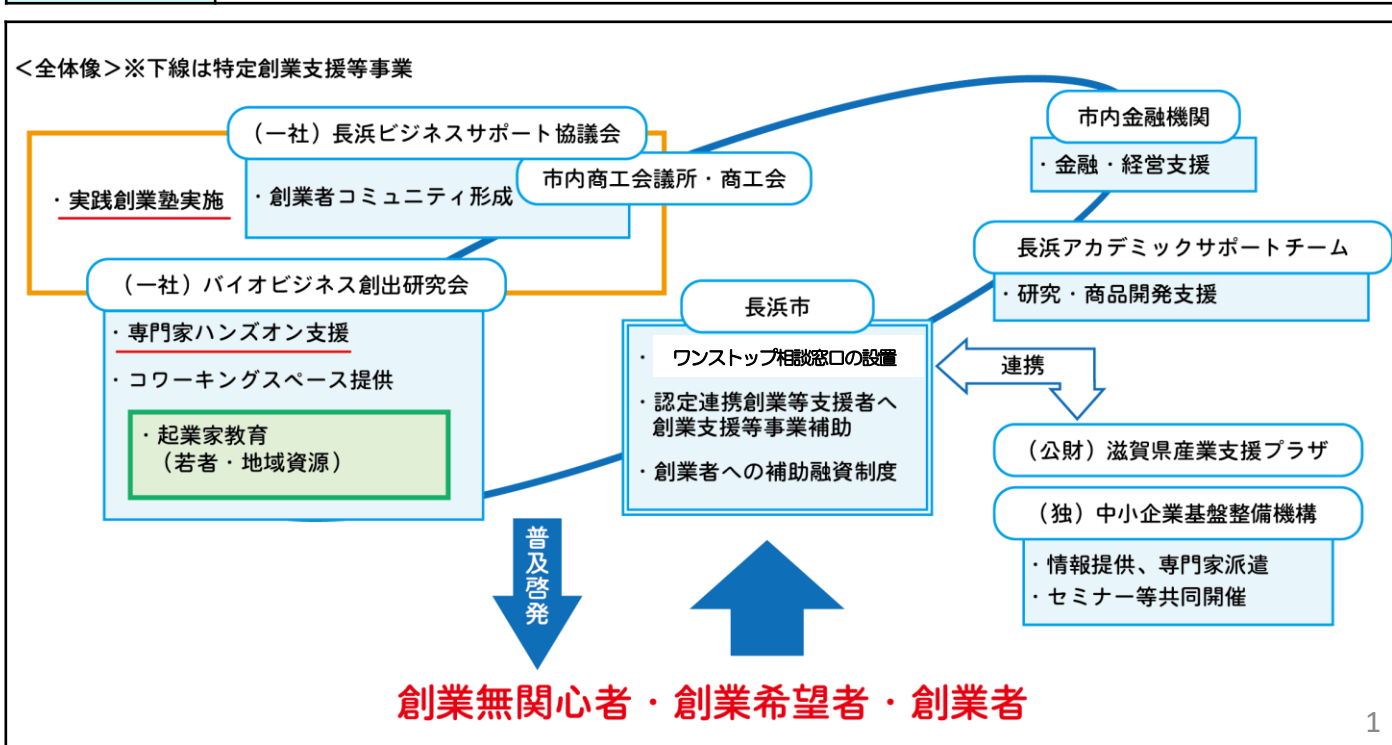 ＜全体像＞※下線は特定創業支援等事業
（一社）長浜ビジネスサポート協議会
市内商工会議所・商工会
・実践創業塾実施
・創業者コミュニティ形成
（一社）バイオビジネス創出研究会
・専門家ハンズオン支援
・コワーキングスペース提供
・起業家教育
（若者・地域資源）
長浜市
・ワンストップ相談窓口の設置
・認定連携創業等支援者へ
創業支援等事業補助
・創業者への補助融資制度
市内金融機関
・金融・経営支援
長浜アカデミックサポートチーム
・研究・商品開発支援
連携
（公財）滋賀県産業支援プラザ
（独）中小企業基盤整備機構
・情報提供、専門家派遣
・セミナー等共同開催
普及啓発
創業無関心者・創業希望者・創業者
1